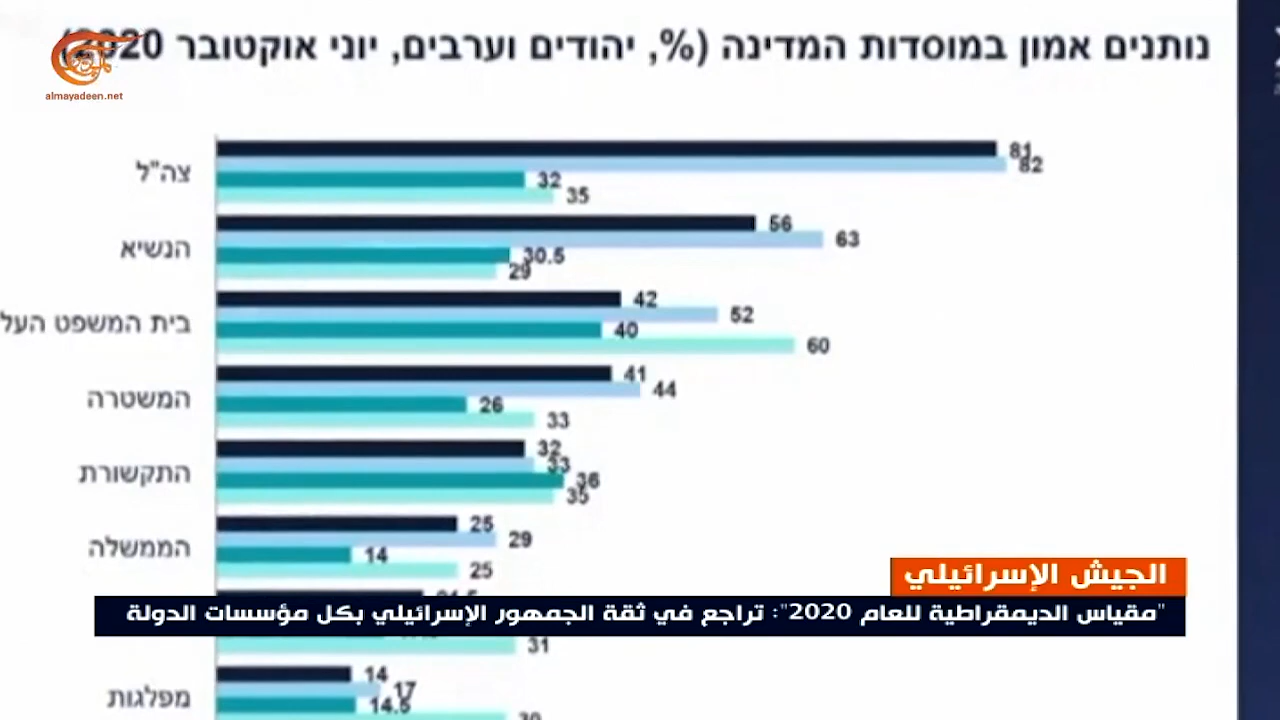 נותנים אמון במוסדות המדינה (%, יהודים וערבים, יוני אוקטובר 2020)
almayadeen.net
צה"ל
81
82
32
35
הנשיא
56
63
30.5
29
בית המשפט העל
42
52
40
60
המשטרה
41
44
26
33
התקשורת
32
33
36
35
הממשלה
25
29
14
25
الجيش الإسرائيلي
"مقياس الديمقراطية للعام 2020": تراجع في ثقة الجمهور الإسرائيلي بكل مؤسسات الدولة
31
מפלגות
14
17
14.5